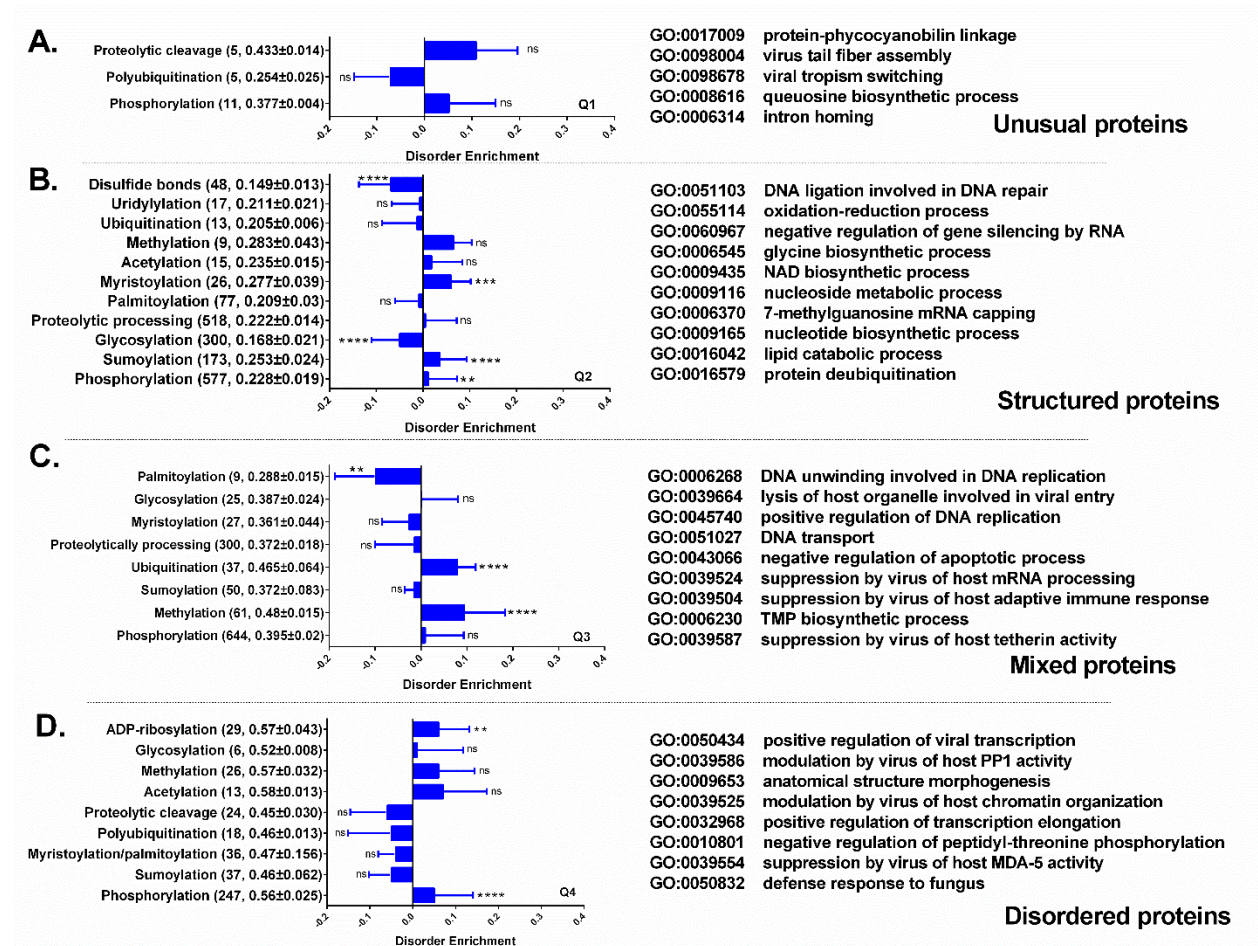 A.
Proteolytic cleavage (5, 0.433±0.014)
ns
Polyubiquitination (5, 0.254±0.025)
ns
Phosphorylation (11, 0.377±0.004)
ns
Q1
-0.2 -0.1 0.0 0.1 0.2 0.3 0.4
Disorder Enrichment
GO:0017009 protein-phycocyanobilin linkage
GO:0098004 virus tail fiber assembly
GO:0098678 viral tropism switching
GO:0008616 queuosine biosynthetic process
GO:0006314 intron homing
Unusual proteins
B.
Disulfide bonds (48, 0.149±0.013)
****
Uridylylation (17, 0.211±0.021)
ns
Ubiquitination (13, 0.205±0.006)
ns
Methylation (9, 0.283±0.043)
ns
Acetylation (15, 0.235±0.015)
ns
Myristoylation (26, 0.277±0.039)
***
Palmitoylation (77, 0.209±0.03)
ns
Proteolytic processing (518, 0.222±0.014)
ns
Glycosylation (300, 0.168±0.021)
****
Sumoylation (173, 0.253±0.024)
****
Phosphorylation (577, 0.228±0.019)
**
Q2
-0.2 -0.1 0.0 0.1 0.2 0.3 0.4
Disorder Enrichment
GO:0051103 DNA ligation involved in DNA repair
GO:0055114 oxidation-reduction process
GO:0060967 negative regulation of gene silencing by RNA
GO:0006545 glycine biosynthetic process
GO:0009435 NAD biosynthetic process
GO:0009116 nucleoside metabolic process
GO:0006370 7-methylguanosine mRNA capping
GO:0009165 nucleotide biosynthetic process
GO:0016042 lipid catabolic process
GO:0016579 protein deubiquitination
Structured proteins
C.
Palmitoylation (9, 0.288±0.015)
**
Glycosylation (25, 0.387±0.024)
ns
Myristoylation (27, 0.361±0.044)
ns
Proteolytically processing (300, 0.372±0.018)
ns
Ubiquitination (37, 0.465±0.064)
****
Sumoylation (50, 0.372±0.083)
ns
Methylation (61, 0.48±0.015)
****
Phosphorylation (644, 0.395±0.02)
ns
Q3
-0.2 -0.1 0.0 0.1 0.2 0.3 0.4
Disorder Enrichment
GO:0006268 DNA unwinding involved in DNA replication
GO:0039664 lysis of host organelle involved in viral entry
GO:0045740 positive regulation of DNA replication
GO:0051027 DNA transport
GO:0043066 negative regulation of apoptotic process
GO:0039524 suppression by virus of host mRNA processing
GO:0039504 suppression by virus of host adaptive immune response
GO:0006230 TMP biosynthetic process
GO:0039587 suppression by virus of host tetherin activity
Mixed proteins
D.
ADP-ribosylation (29, 0.57±0.043)
**
Glycosylation (6, 0.52±0.008)
ns
Methylation (26, 0.57±0.032)
ns
Acetylation (13, 0.58±0.013)
ns
Proteolytic cleavage (24, 0.45±0.030)
ns
Polyubiquitination (18, 0.46±0.013)
ns
Myristoylation/palmitoylation (36, 0.47±0.156)
ns
Sumoylation (37, 0.46±0.062)
ns
Phosphorylation (247, 0.56±0.025)
****
Q4
-0.2 -0.1 0.0 0.1 0.2 0.3 0.4
Disorder Enrichment
GO:0050434 positive regulation of viral transcription
GO:0039586 modulation by virus of host PP1 activity
GO:0009653 anatomical structure morphogenesis
GO:0039525 modulation by virus of host chromatin organization
GO:0032968 positive regulation of transcription elongation
GO:0010801 negative regulation of peptidyl-threonine phosphorylation
GO:0039554 suppression by virus of host MDA-5 activity
GO:0050832 defense response to fungus
Disordered proteins